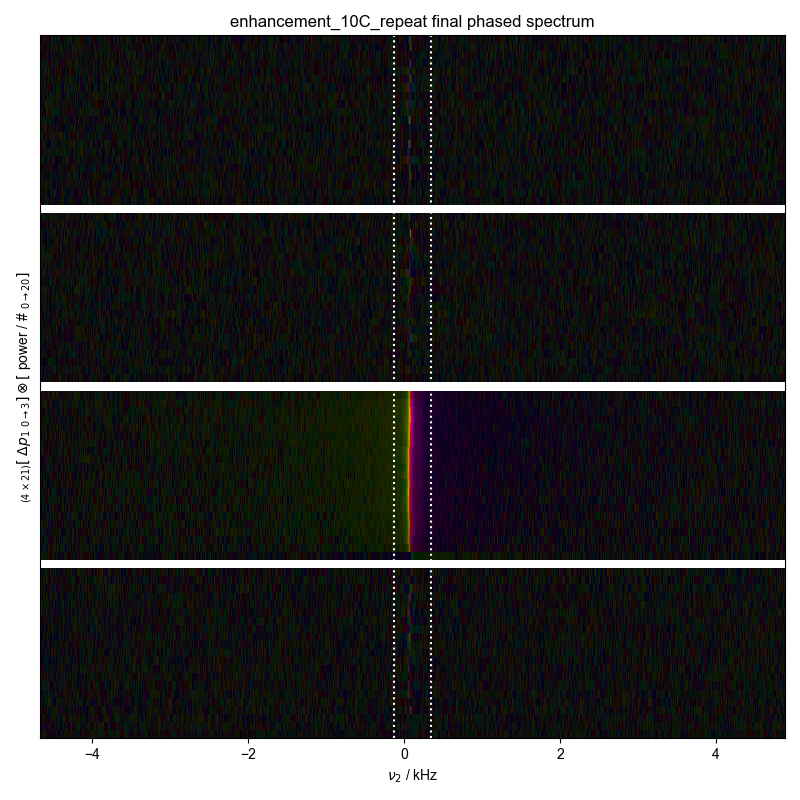 enhancement_10C_repeat final phased spectrum
(4 × 21)[ Δp₁ ₀→₃] ⊗ [ power / # ₀→₂₀]
−4 −2 0 2 4
ν₂ / kHz